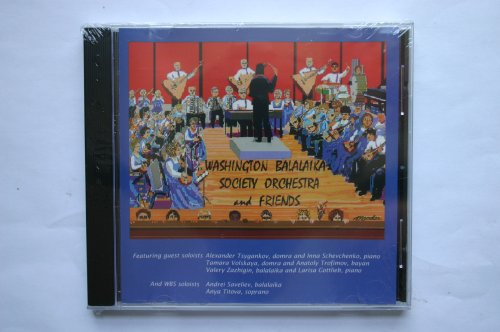 WASHINGTON BALALAIKA
SOCIETY ORCHESTRA
and FRIENDS
Featuring guest soloists Alexander Tsygankov, domra and Inna Schevchenko, piano
Tamara Volskaya, domra and Anatoly Trofimov, bayan
Valery Zazhigin, balalaika and Larisa Gottlieb, piano
And WBS soloists Andrei Saveliev, balalaika
Anya Titova, soprano